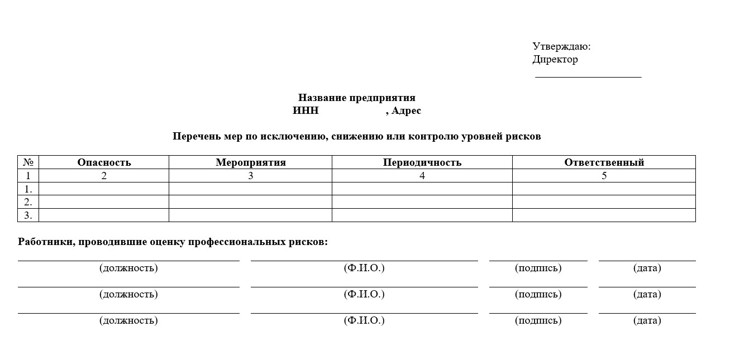 Утверждаю:
Директор
Название предприятия
ИНН , Адрес
Перечень мер по исключению, снижению или контролю уровней рисков
№ Опасность Мероприятия Периодичность Ответственный
1 2 3 4 5
1.
2.
3.
Работники, проводившие оценку профессиональных рисков:
(должность) (Ф.И.О.) (подпись) (дата)
(должность) (Ф.И.О.) (подпись) (дата)
(должность) (Ф.И.О.) (подпись) (дата)